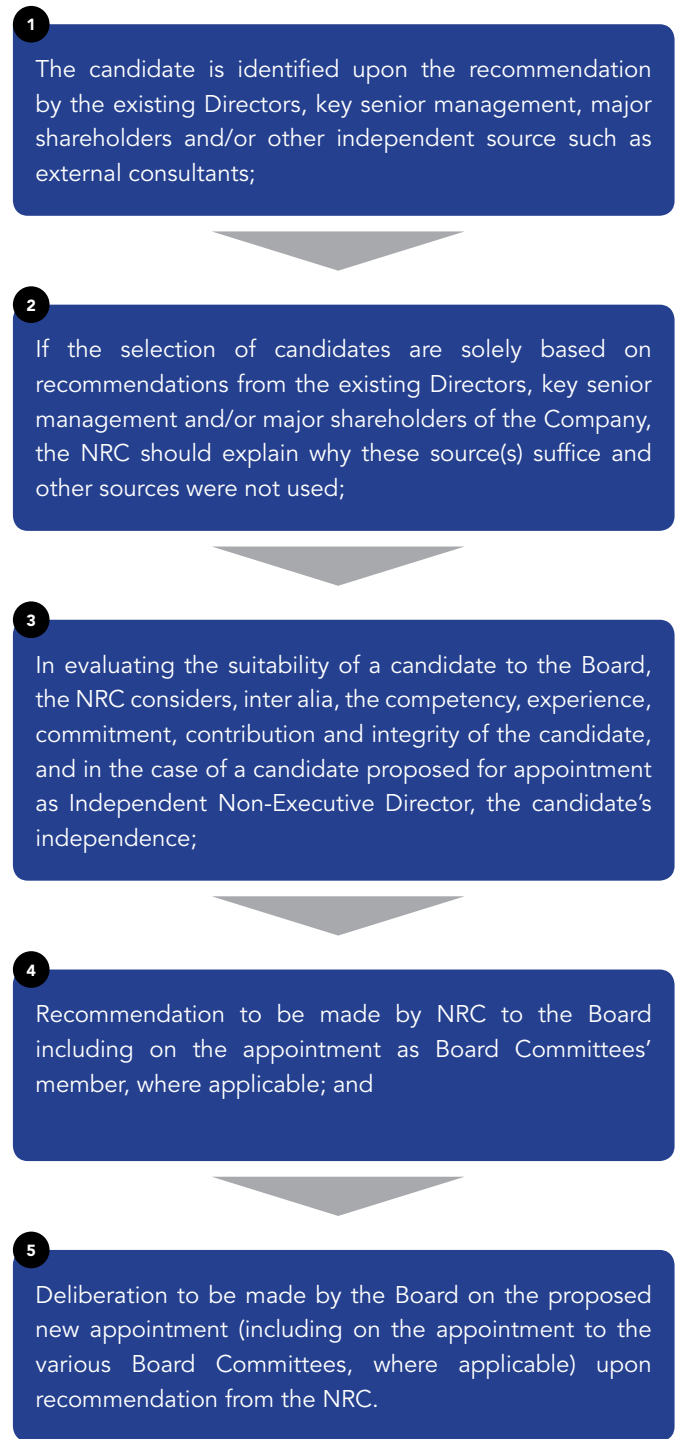 1
The candidate is identified upon the recommendation
by the existing Directors, key senior management, major
shareholders and/or other independent source such as
external consultants;
2
If the selection of candidates are solely based on
recommendations from the existing Directors, key senior
management and/or major shareholders of the Company,
the NRC should explain why these source(s) suffice and
other sources were not used;
3
In evaluating the suitability of a candidate to the Board,
the NRC considers, inter alia, the competency, experience,
commitment, contribution and integrity of the candidate,
and in the case of a candidate proposed for appointment
as Independent Non-Executive Director, the candidate's
independence;
4
Recommendation to be made by NRC to the Board
including on the appointment as Board Committees'
member, where applicable; and
5
Deliberation to be made by the Board on the proposed
new appointment (including on the appointment to the
various Board Committees, where applicable) upon
recommendation from the NRC.